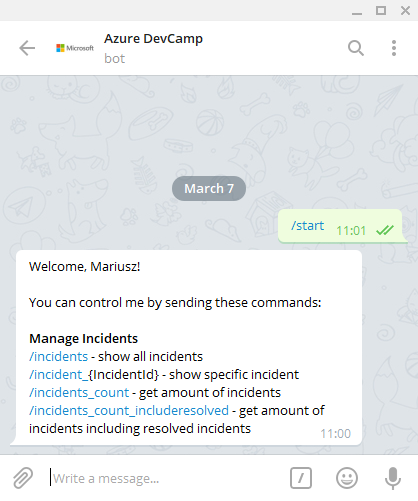 Microsoft
Azure DevCamp
bot
March 7
/start 11:01
Welcome, Mariusz!
You can control me by sending these commands:
Manage Incidents
/incidents - show all incidents
/incident_{IncidentId} - show specific incident
/incidents_count - get amount of incidents
/incidents_count_includeresolved - get amount of
incidents including resolved incidents
11:00
Write a message...